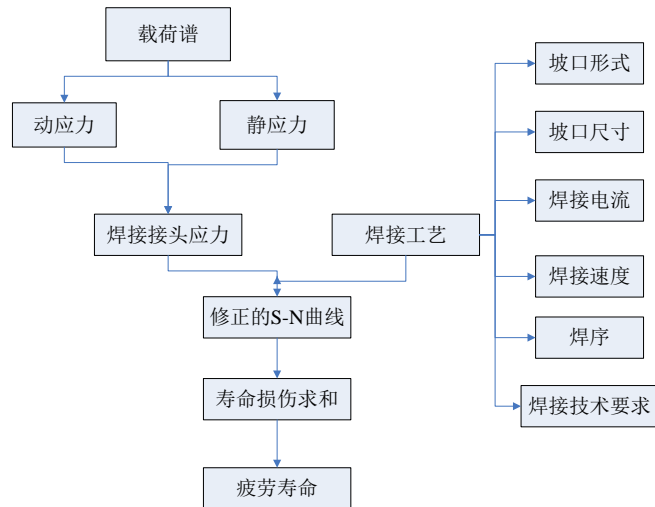 载荷谱
动应力
静应力
焊接接头应力
焊接工艺
修正的S-N曲线
寿命损伤求和
疲劳寿命
坡口形式
坡口尺寸
焊接电流
焊接速度
焊序
焊接技术要求